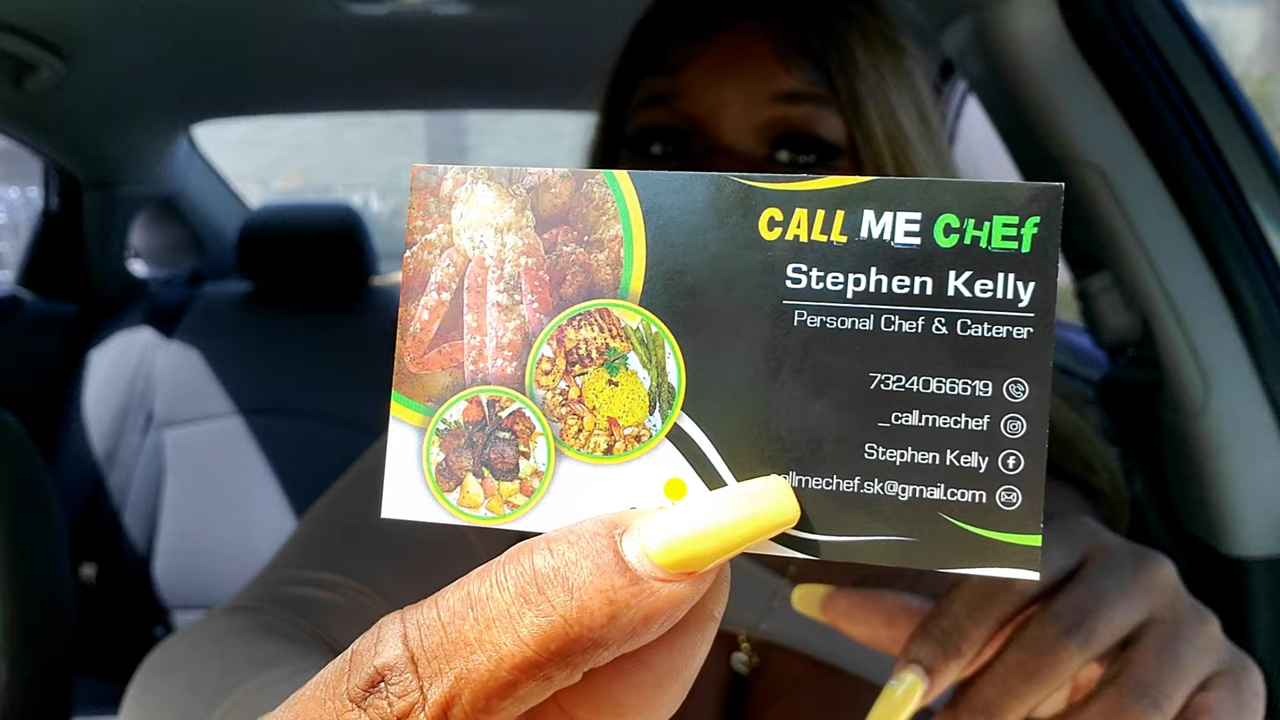 CALL ME CHEf
Stephen Kelly
Personal Chef & Caterer
7324066619
_call.mechef
Stephen Kelly
allmechef.sk@gmail.com